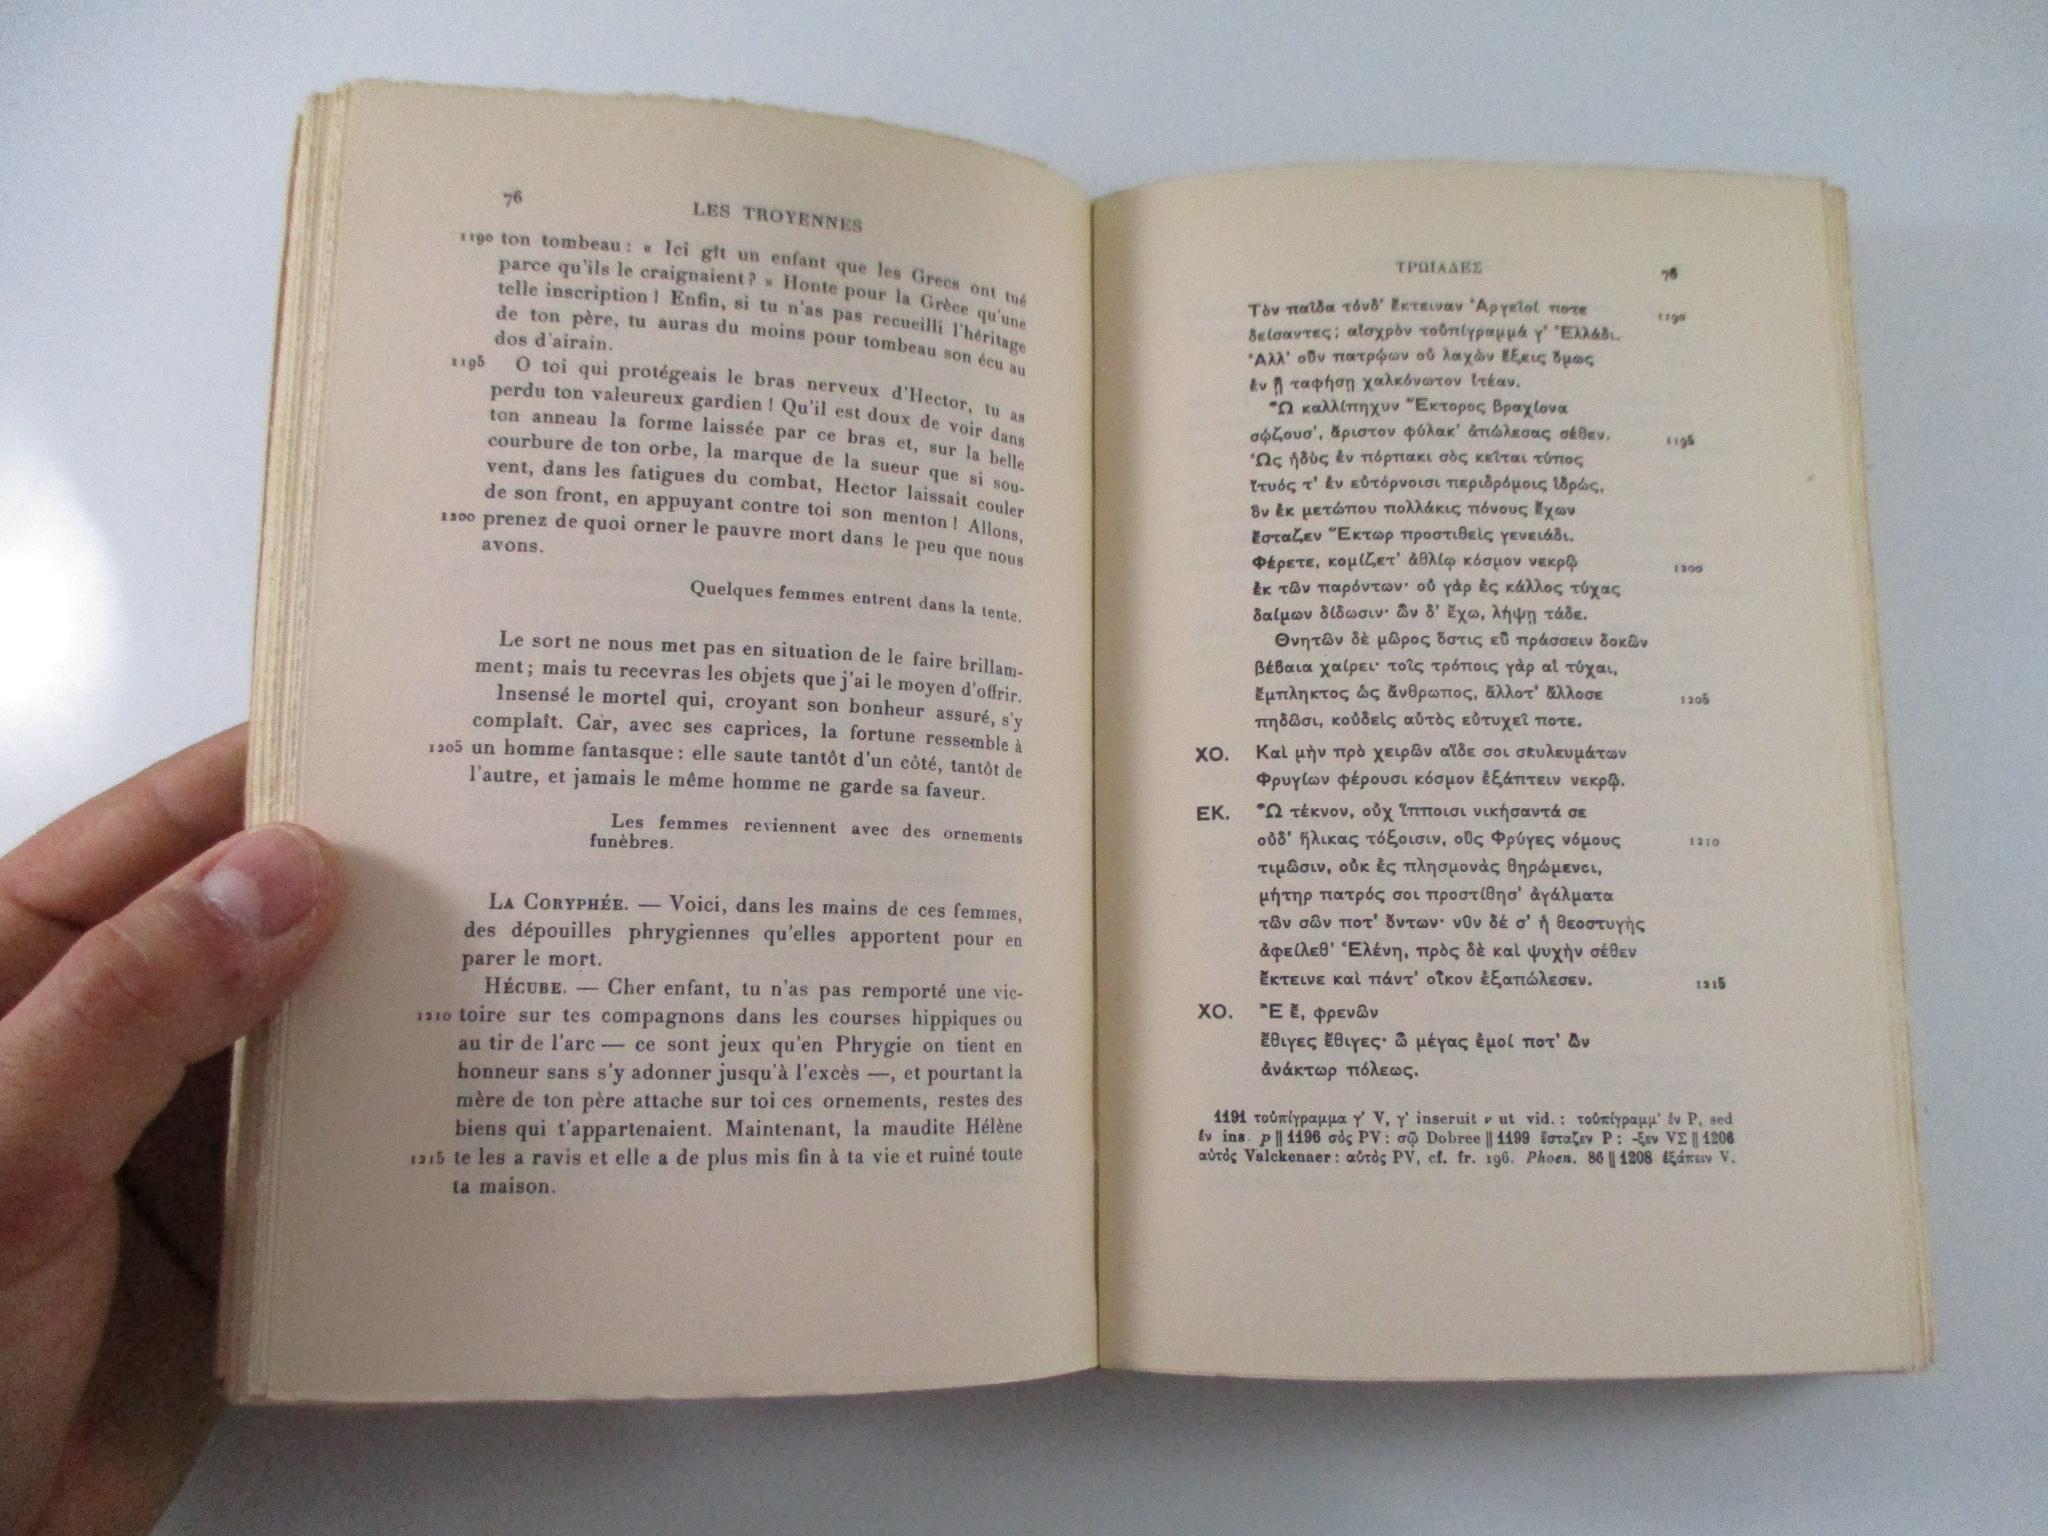 76
LES TROYENNES
1190 ton tombeau : « Ici gît un enfant que les Grecs ont tué
parce qu'ils le craignaient ? » Honte pour la Grèce qu'une
telle inscription ! Enfin, si tu n'as pas recueilli l'héritage
de ton père, tu auras du moins pour tombeau son écu au
dos d'airain.
1195 O toi qui protégeais le bras nerveux d'Hector, tu as
perdu ton valeureux gardien ! Qu'il est doux de voir dans
ton anneau la forme laissée par ce bras et, sur la belle
courbure de ton orbe, la marque de la sueur que si sou-
vent, dans les fatigues du combat, Hector laissait couler
de son front, en appuyant contre toi son menton ! Allons,
1200 prenez de quoi orner le pauvre mort dans le peu que nous
avons.
Quelques femmes entrent dans la tente.
Le sort ne nous met pas en situation de le faire brillam-
ment ; mais tu recevras les objets que j'ai le moyen d'offrir.
Insensé le mortel qui, croyant son bonheur assuré, s'y
complaît. Car, avec ses caprices, la fortune ressemble à
1205 un homme fantasque : elle saute tantôt d'un côté, tantôt de
l'autre, et jamais le même homme ne garde sa faveur.
Les femmes reviennent avec des ornements
funèbres.
LA CORYPHÉE. — Voici, dans les mains de ces femmes,
des dépouilles phrygiennes qu'elles apportent pour en
parer le mort.
HÉCUBE. — Cher enfant, tu n'as pas remporté une vic-
1210 toire sur tes compagnons dans les courses hippiques ou
au tir de l'arc — ce sont jeux qu'en Phrygie on tient en
honneur sans s'y adonner jusqu'à l'excès —, et pourtant la
mère de ton père attache sur toi ces ornements, restes des
biens qui t'appartenaient. Maintenant, la maudite Hélène
1215 te les a ravis et elle a de plus mis fin à ta vie et ruiné toute
ta maison.
ΤΡΩΙΑΔΕΣ
76
Τὸν παῖδα τόνδ' ἔκτειναν Ἀργεῖοί ποτε 1190
δείσαντες ; αἰσχρὸν τοὐπίγραμμά γ' Ἑλλάδι.
Ἀλλ' οὖν πατρῴων οὐ λαχὼν ἕξεις ὅμως
ἐν ᾗ ταφήσῃ χαλκόνωτον ἰτέαν.
Ὦ καλλίπηχυν Ἕκτορος βραχίονα
σῴζουσ', ἄριστον φύλακ' ἀπώλεσας σέθεν. 1195
Ὡς ἡδὺς ἐν πόρπακι σὸς κεῖται τύπος
ἴτυός τ' ἐν εὐτόρνοισι περιδρόμοις ἱδρώς,
ὃν ἐκ μετώπου πολλάκις πόνους ἔχων
ἔσταζεν Ἕκτωρ προστιθεὶς γενειάδι.
Φέρετε, κομίζετ' ἀθλίῳ κόσμον νεκρῷ 1200
ἐκ τῶν παρόντων· οὐ γὰρ ἐς κάλλος τύχας
δαίμων δίδωσιν· ὧν δ' ἔχω, λήψῃ τάδε.
Θνητῶν δὲ μῶρος ὅστις εὖ πράσσειν δοκῶν
βέβαια χαίρει· τοῖς τρόποις γὰρ αἱ τύχαι,
ἔμπληκτος ὡς ἄνθρωπος, ἄλλοτ' ἄλλοσε 1205
πηδῶσι, κοὐδεὶς αὑτὸς εὐτυχεῖ ποτε.
ΧΟ. Καὶ μὴν πρὸ χειρῶν αἵδε σοι σκυλευμάτων
Φρυγίων φέρουσι κόσμον ἐξάπτειν νεκρῷ.
ΕΚ. Ὦ τέκνον, οὐχ ἵπποισι νικήσαντά σε
οὐδ' ἥλικας τόξοισιν, οὓς Φρύγες νόμους 1210
τιμῶσιν, οὐκ ἐς πλησμονὰς θηρώμενοι,
μήτηρ πατρός σοι προστίθησ' ἀγάλματα
τῶν σῶν ποτ' ὄντων· νῦν δέ σ' ἡ θεοστυγὴς
ἀφείλεθ' Ἑλένη, πρὸς δὲ καὶ ψυχὴν σέθεν
ἔκτεινε καὶ πάντ' οἶκον ἐξαπώλεσεν. 1215
ΧΟ. Ἒ ἔ, φρενῶν
ἔθιγες ἔθιγες· ὦ μέγας ἐμοί ποτ' ὢν
ἀνάκτωρ πόλεως.
1191 τοὐπίγραμμα γ' V, γ' inseruit v ut vid. : τοὐπίγραμμ' ἐν P, sed
ἐν ins. p || 1196 σὸς PV : σῷ Dobree || 1199 ἔσταζεν P : -ξεν VΣ || 1206
αὑτὸς Valckenaer : αὐτὸς PV, cf. fr. 196. Phoen. 86 || 1208 ἐξάπειν V.